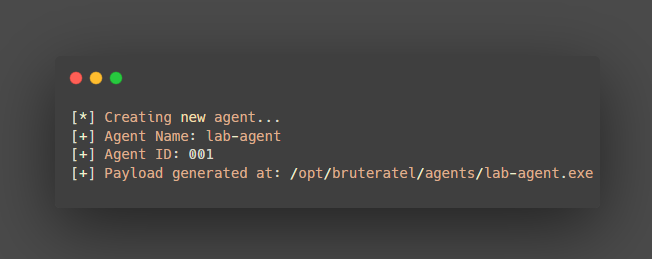 [*] Creating new agent...
[+] Agent Name: lab-agent
[+] Agent ID: 001
[+] Payload generated at: /opt/bruteratel/agents/lab-agent.exe